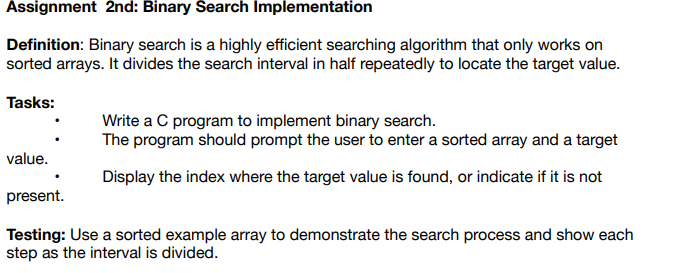 Assignment  2nd: Binary Search Implementation
Definition: Binary search is a highly efficient searching algorithm that only works on
sorted arrays. It divides the search interval in half repeatedly to locate the target value.
Tasks:
• Write a C program to implement binary search.
• The program should prompt the user to enter a sorted array and a target
value.
• Display the index where the target value is found, or indicate if it is not
present.
Testing: Use a sorted example array to demonstrate the search process and show each
step as the interval is divided.